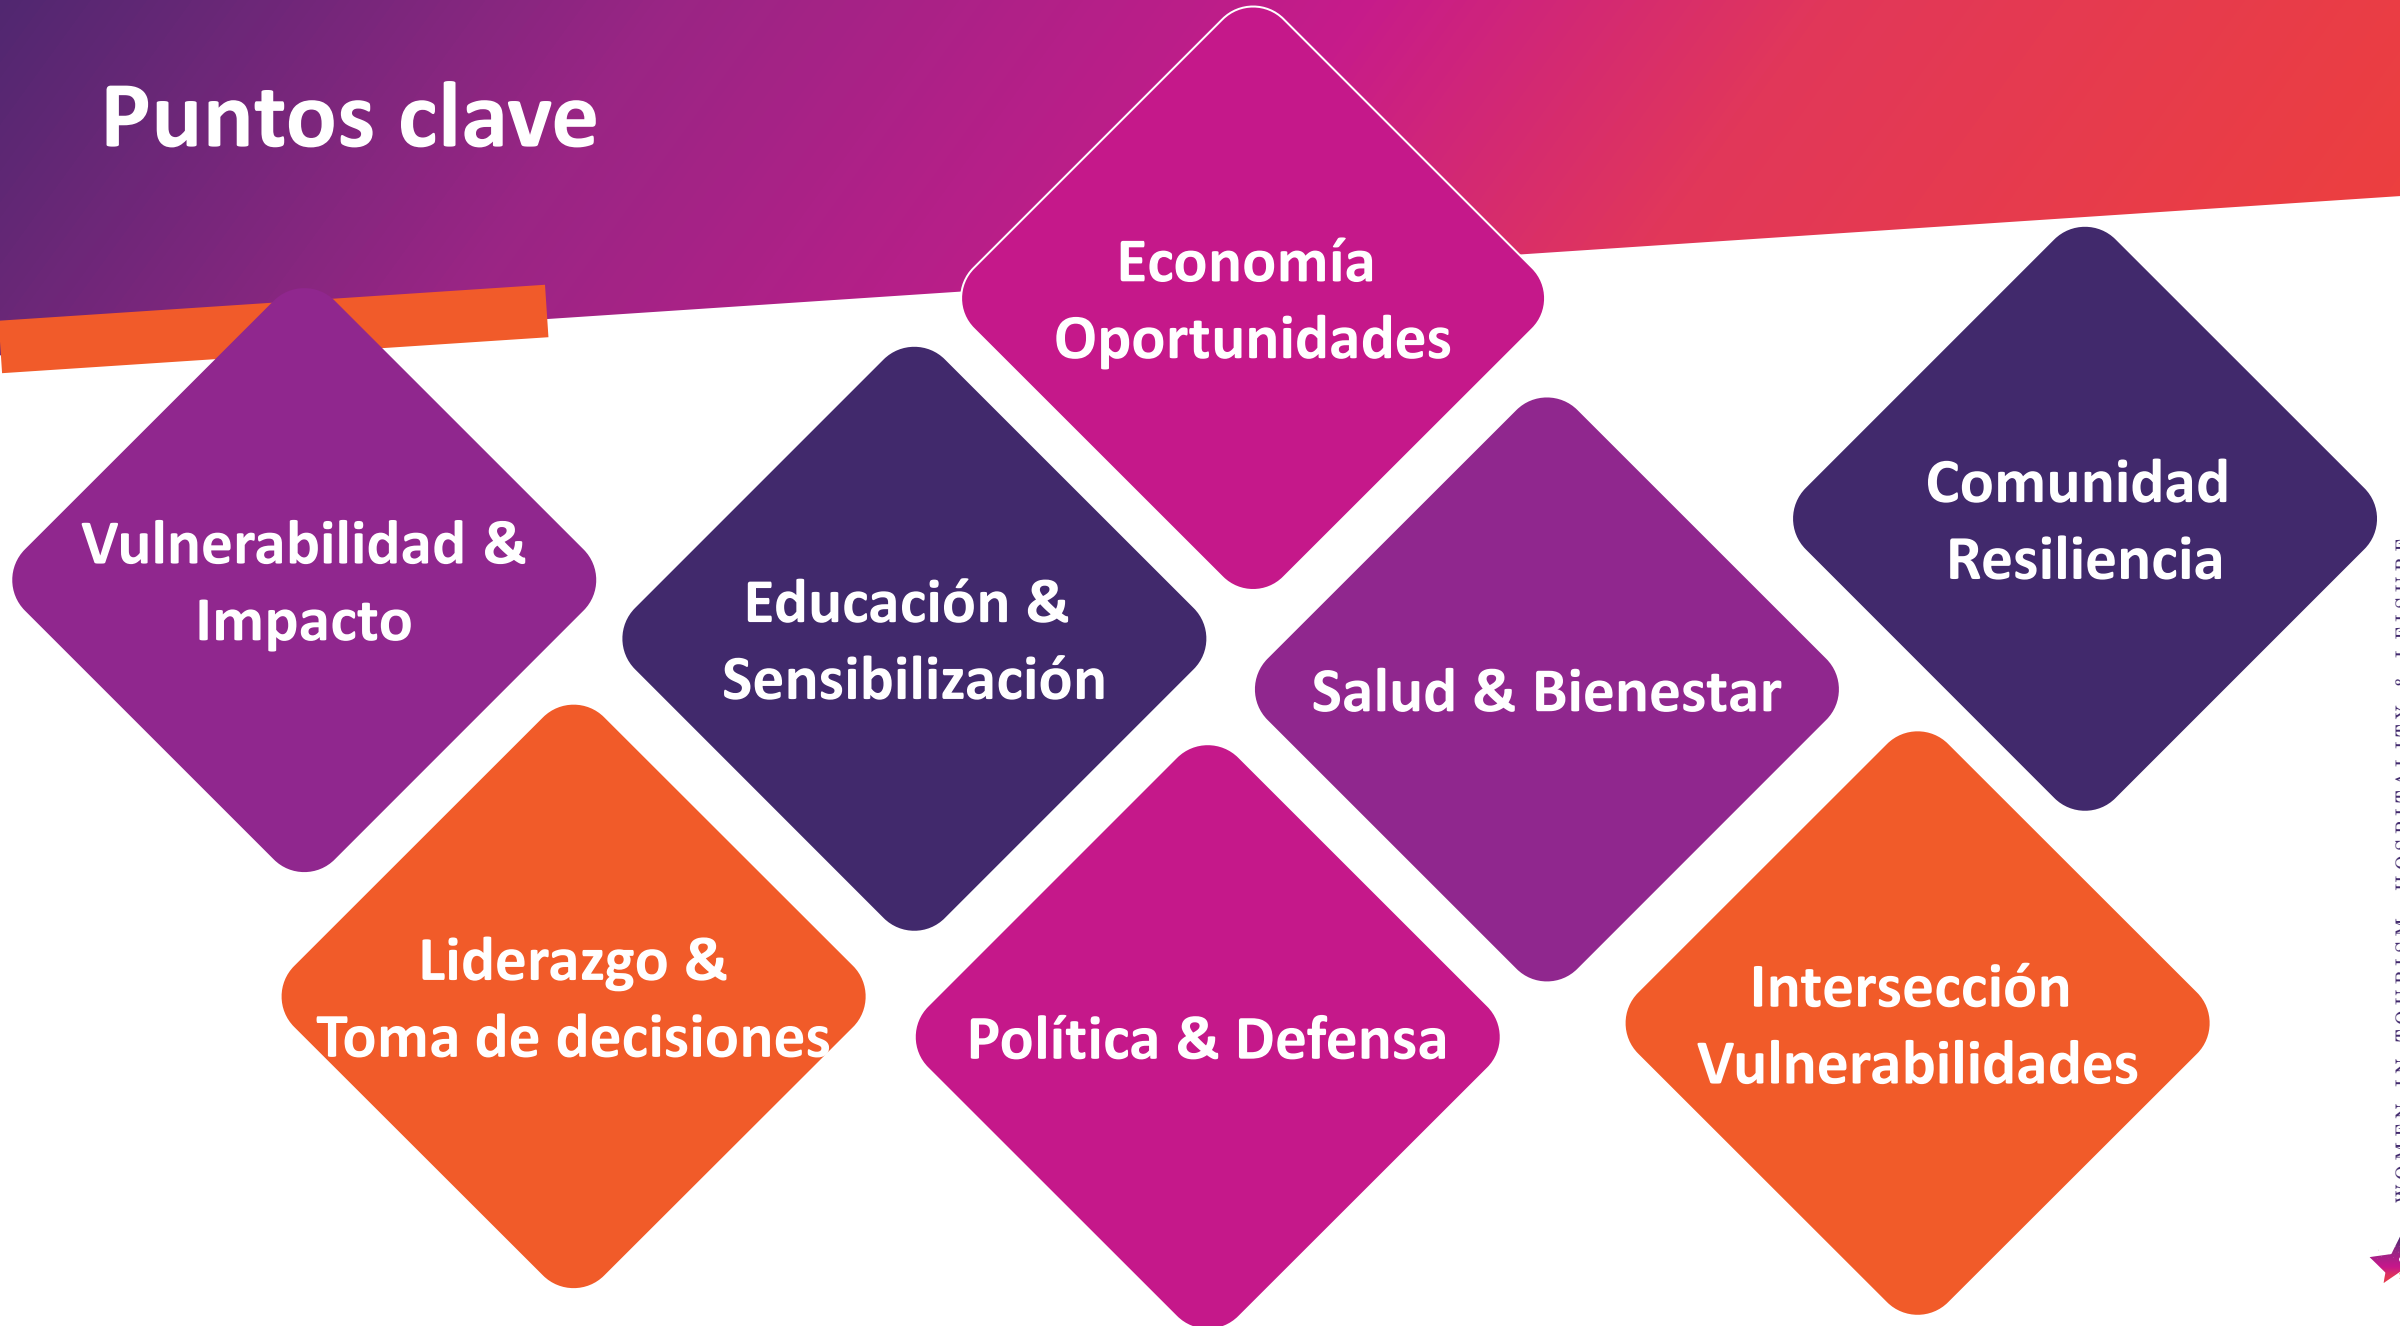 Puntos clave
Economía
Oportunidades
Comunidad
Resiliencia
Vulnerabilidad &
Impacto
Educación &
Sensibilización
Salud & Bienestar
Liderazgo &
Toma de decisiones
Política & Defensa
Intersección
Vulnerabilidades